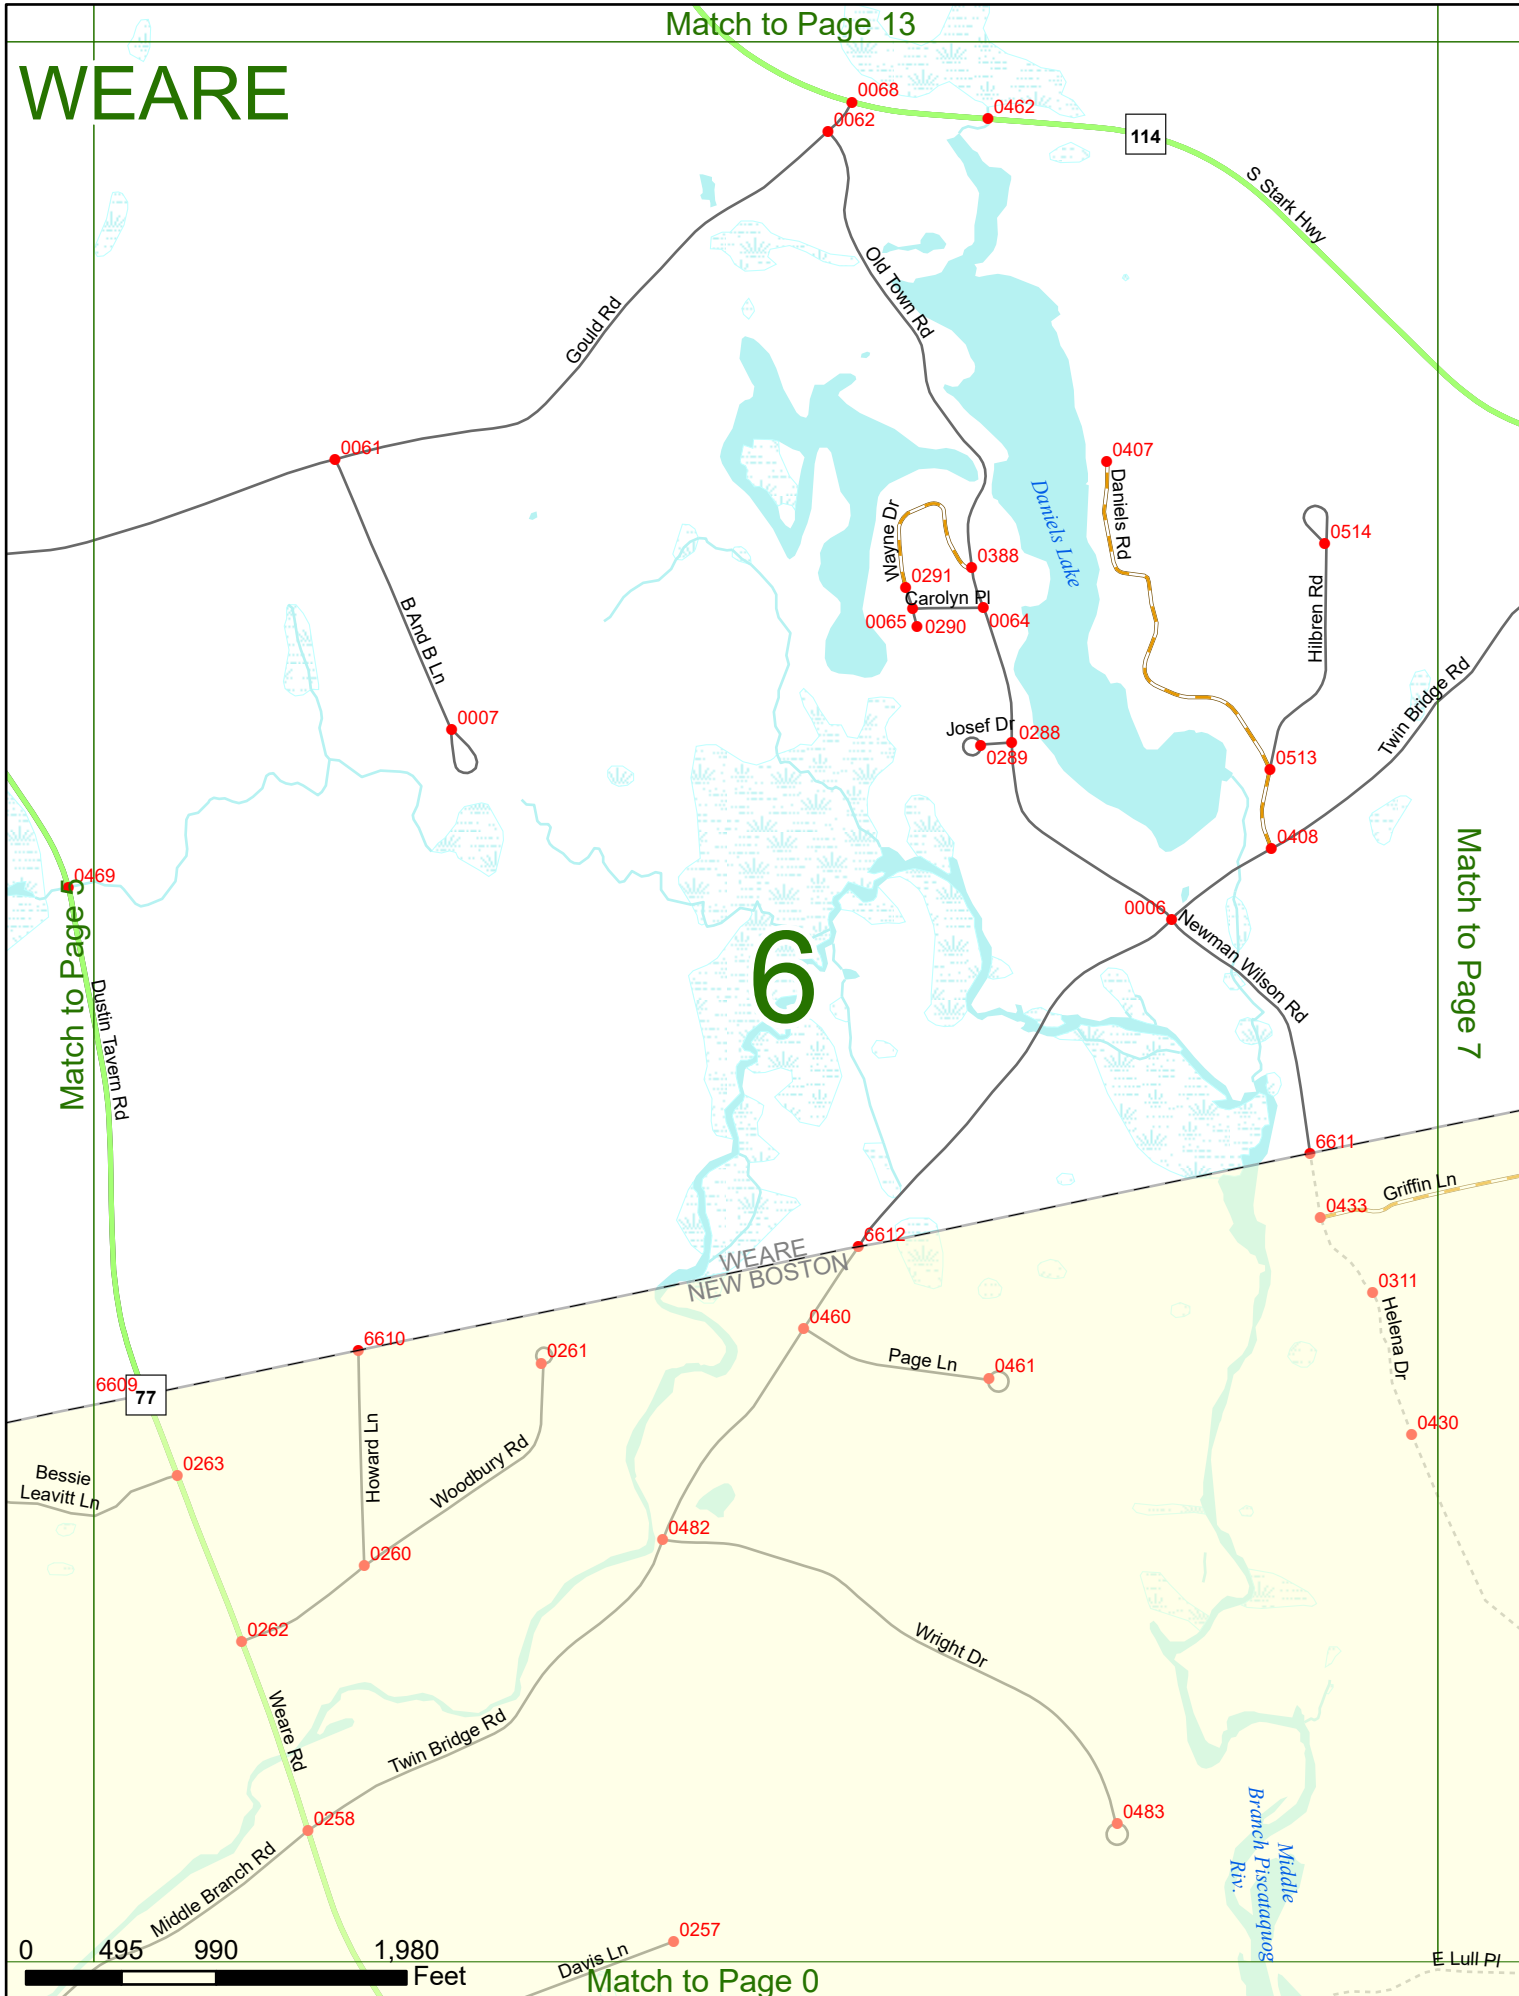 Match to Page 13
WEARE
0068
0462
0062
114
S Stark Hwy
Old Town Rd
Gould Rd
0061
0407
Daniels Rd
Daniels Lake
Wayne Dr
0514
0388
0291
Carolyn Pl
0065
0290
0064
Hilbren Rd
B And B Ln
Twin Bridge Rd
0007
Josef Dr
0288
0289
0513
0408
0469
Match to Page 5
Match to Page 7
0006
Newman Wilson Rd
6
Dustin Tavern Rd
6611
Griffin Ln
0433
6612
WEARE
NEW BOSTON
0311
Helena Dr
0460
6610
0261
Page Ln
0461
6609
77
0430
Howard Ln
Woodbury Rd
0263
Bessie
Leavitt Ln
0482
0260
0262
Wright Dr
Weare Rd
Twin Bridge Rd
0258
0483
Middle
Branch Piscataquog
Riv.
Middle Branch Rd
0257
Davis Ln
0 495 990 1,980
Feet
Match to Page 0
E Lull Pl